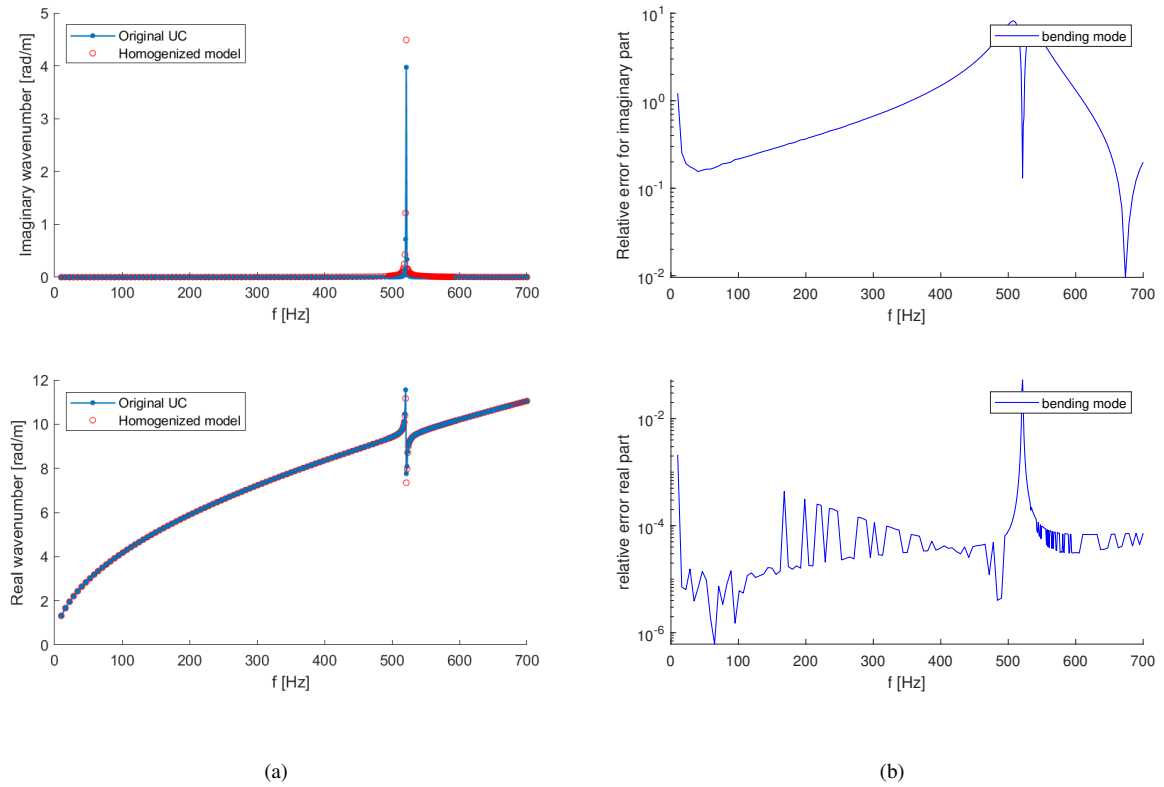 Imaginary wavenumber [rad/m]
5
4
3
2
1
0
Original UC
Homogenized model
0 100 200 300 400 500 600 700
f [Hz]
Relative error for imaginary part
10^1
10^0
10^-1
10^-2
bending mode
0 100 200 300 400 500 600 700
f [Hz]
Real wavenumber [rad/m]
12
10
8
6
4
2
0
Original UC
Homogenized model
0 100 200 300 400 500 600 700
f [Hz]
relative error real part
10^-2
10^-4
10^-6
bending mode
0 100 200 300 400 500 600 700
f [Hz]
(a)
(b)